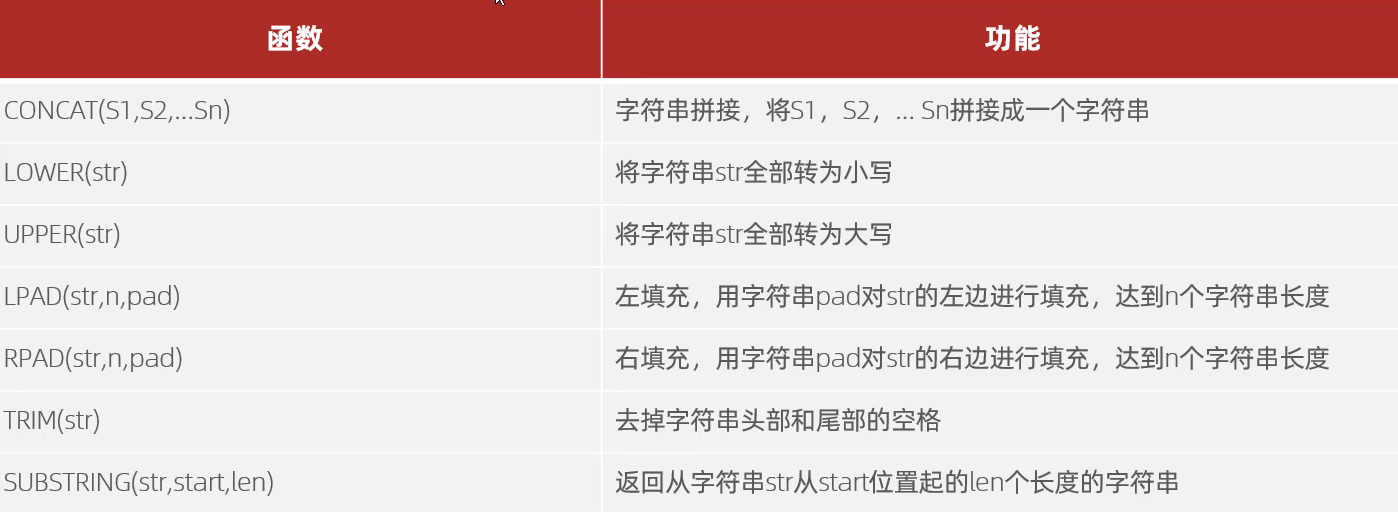 函数 功能
CONCAT(S1,S2,...Sn) 字符串拼接，将S1，S2，... Sn拼接成一个字符串
LOWER(str) 将字符串str全部转为小写
UPPER(str) 将字符串str全部转为大写
LPAD(str,n,pad) 左填充，用字符串pad对str的左边进行填充，达到n个字符串长度
RPAD(str,n,pad) 右填充，用字符串pad对str的右边进行填充，达到n个字符串长度
TRIM(str) 去掉字符串头部和尾部的空格
SUBSTRING(str,start,len) 返回从字符串str从start位置起的len个长度的字符串